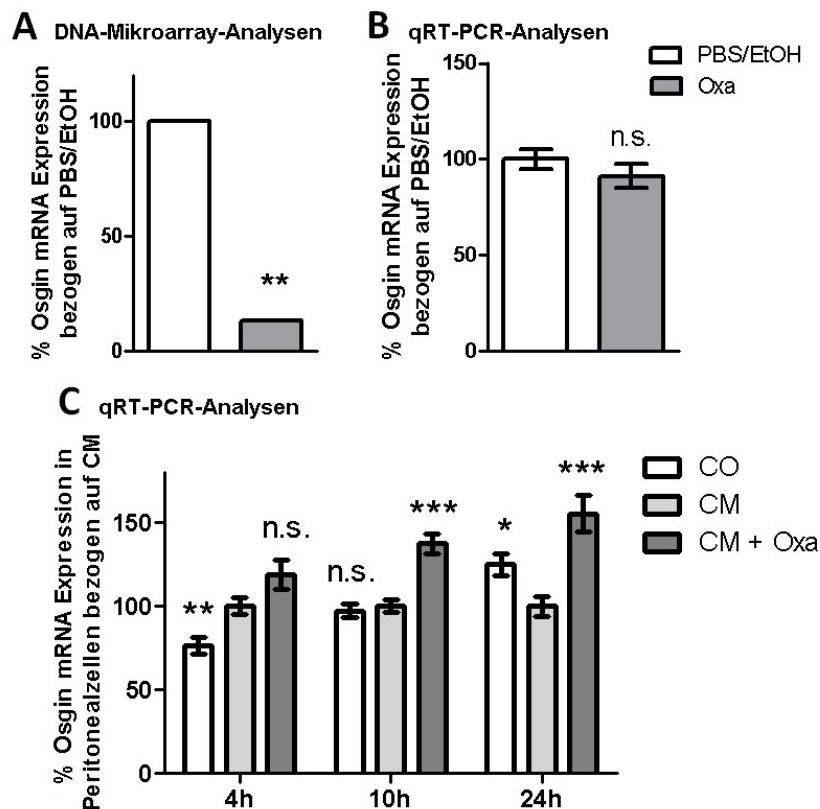 A DNA-Mikroarray-Analysen
% Osgin mRNA Expression
bezogen auf PBS/EtOH
100
50
0
**
B qRT-PCR-Analysen
% Osgin mRNA Expression
bezogen auf PBS/EtOH
150
100
50
0
n.s.
PBS/EtOH
Oxa
C qRT-PCR-Analysen
% Osgin mRNA Expression in
Peritonealzellen bezogen auf CM
150
100
50
0
**
n.s.
n.s.
***
*
***
4h
10h
24h
CO
CM
CM + Oxa